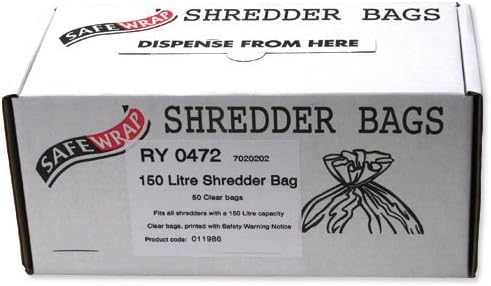 SAFEWRAP SHREDDER BAGS
DISPENSE FROM HERE
SAFEWRAP SHREDDER BAGS
RY 0472 7020202
150 Litre Shredder Bag
50 Clear bags
Fits all shredders with a 150 Litre capacity
Clear bags, printed with Safety Warning Notice
Product code: 011986